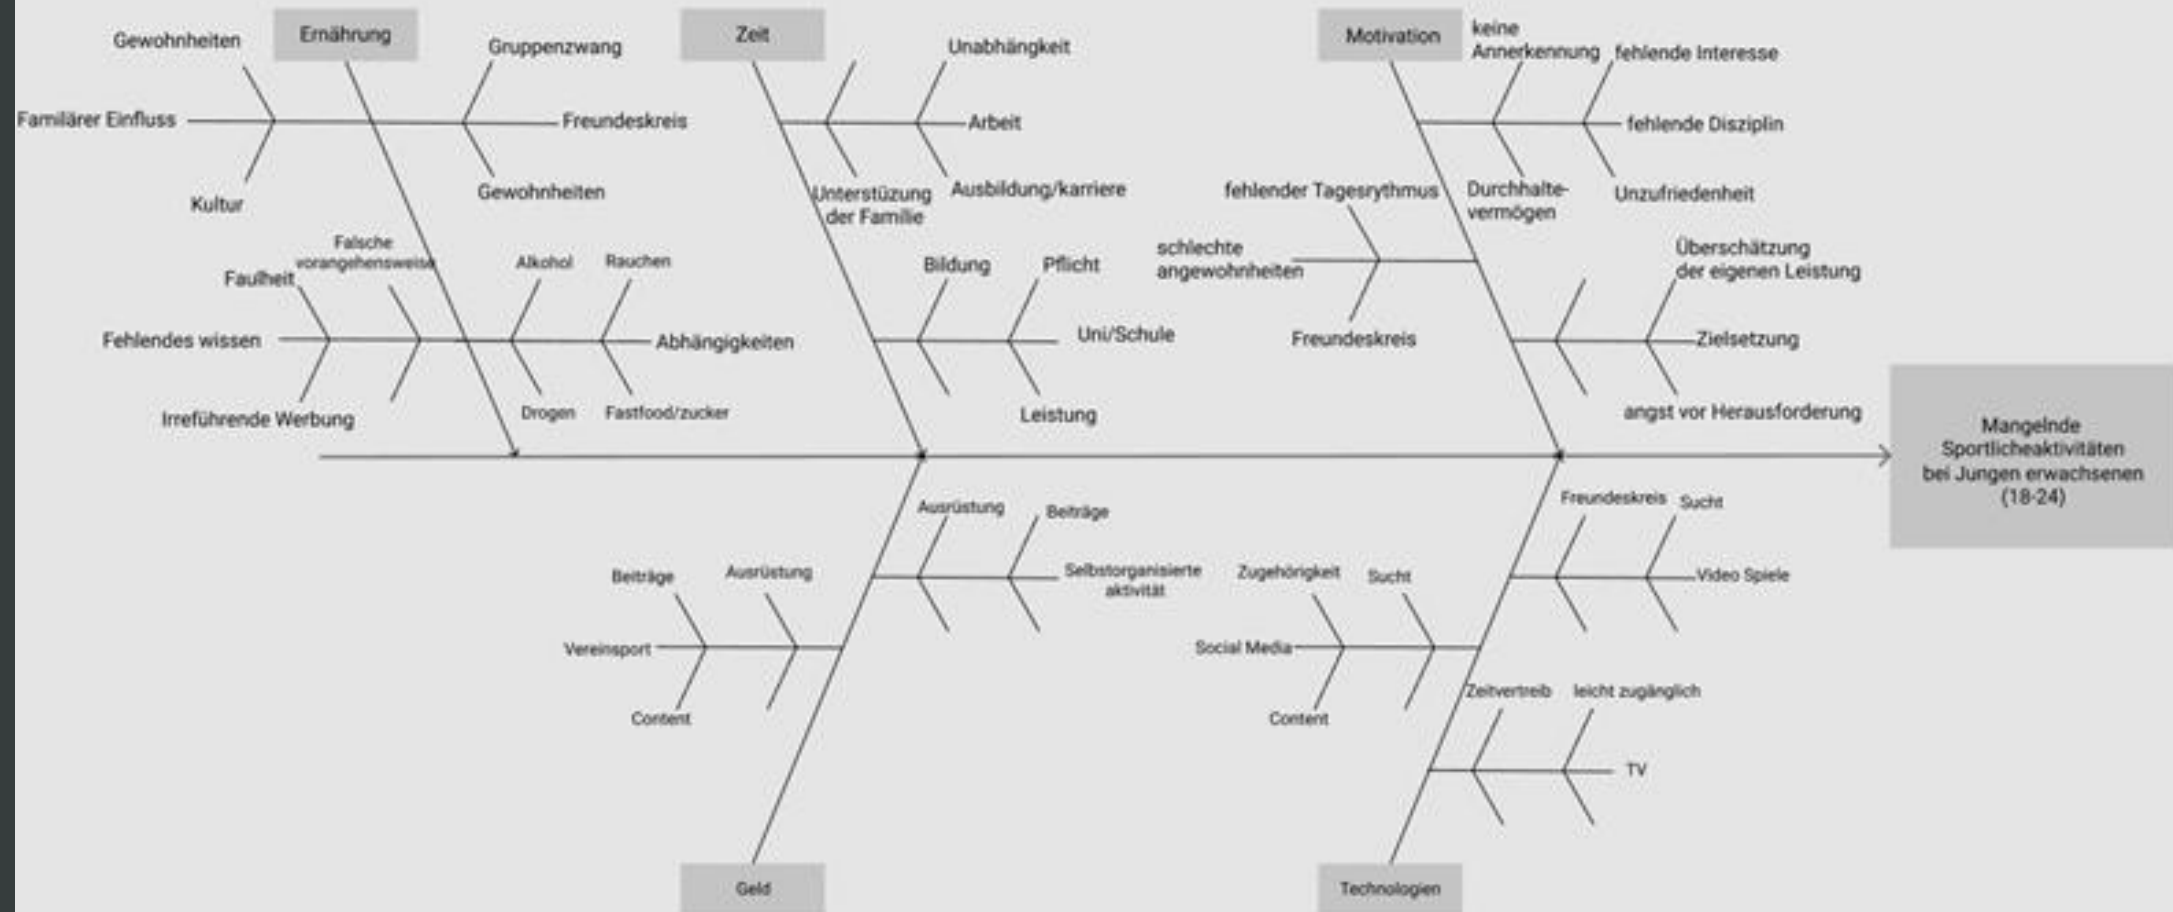 Gewohnheiten
Ernährung
Gruppenzwang
Familärer Einfluss
Freundeskreis
Kultur
Gewohnheiten
Falsche
vorangehensweise
Faulheit
Alkohol
Rauchen
Fehlendes wissen
Abhängigkeiten
Irreführende Werbung
Drogen
Fastfood/zucker
Zeit
Unabhängkeit
Arbeit
Unterstüzung
der Familie
Ausbildung/karriere
Bildung
Pflicht
Uni/Schule
Leistung
Motivation
keine
Annerkennung
fehlende Interesse
fehlende Disziplin
fehlender Tagesrythmus
Durchhalte-
vermögen
Unzufriedenheit
schlechte
angewohnheiten
Freundeskreis
Überschätzung
der eigenen Leistung
Zielsetzung
angst vor Herausforderung
Mangelnde
Sportlicheaktivitäten
bei Jungen erwachsenen
(18-24)
Ausrüstung
Beiträge
Selbstorganisierte
aktivität
Beiträge
Ausrüstung
Vereinsport
Content
Geld
Freundeskreis
Sucht
Video Spiele
Zugehörigkeit
Sucht
Social Media
Content
Zeitvertreib
leicht zugänglich
TV
Technologien